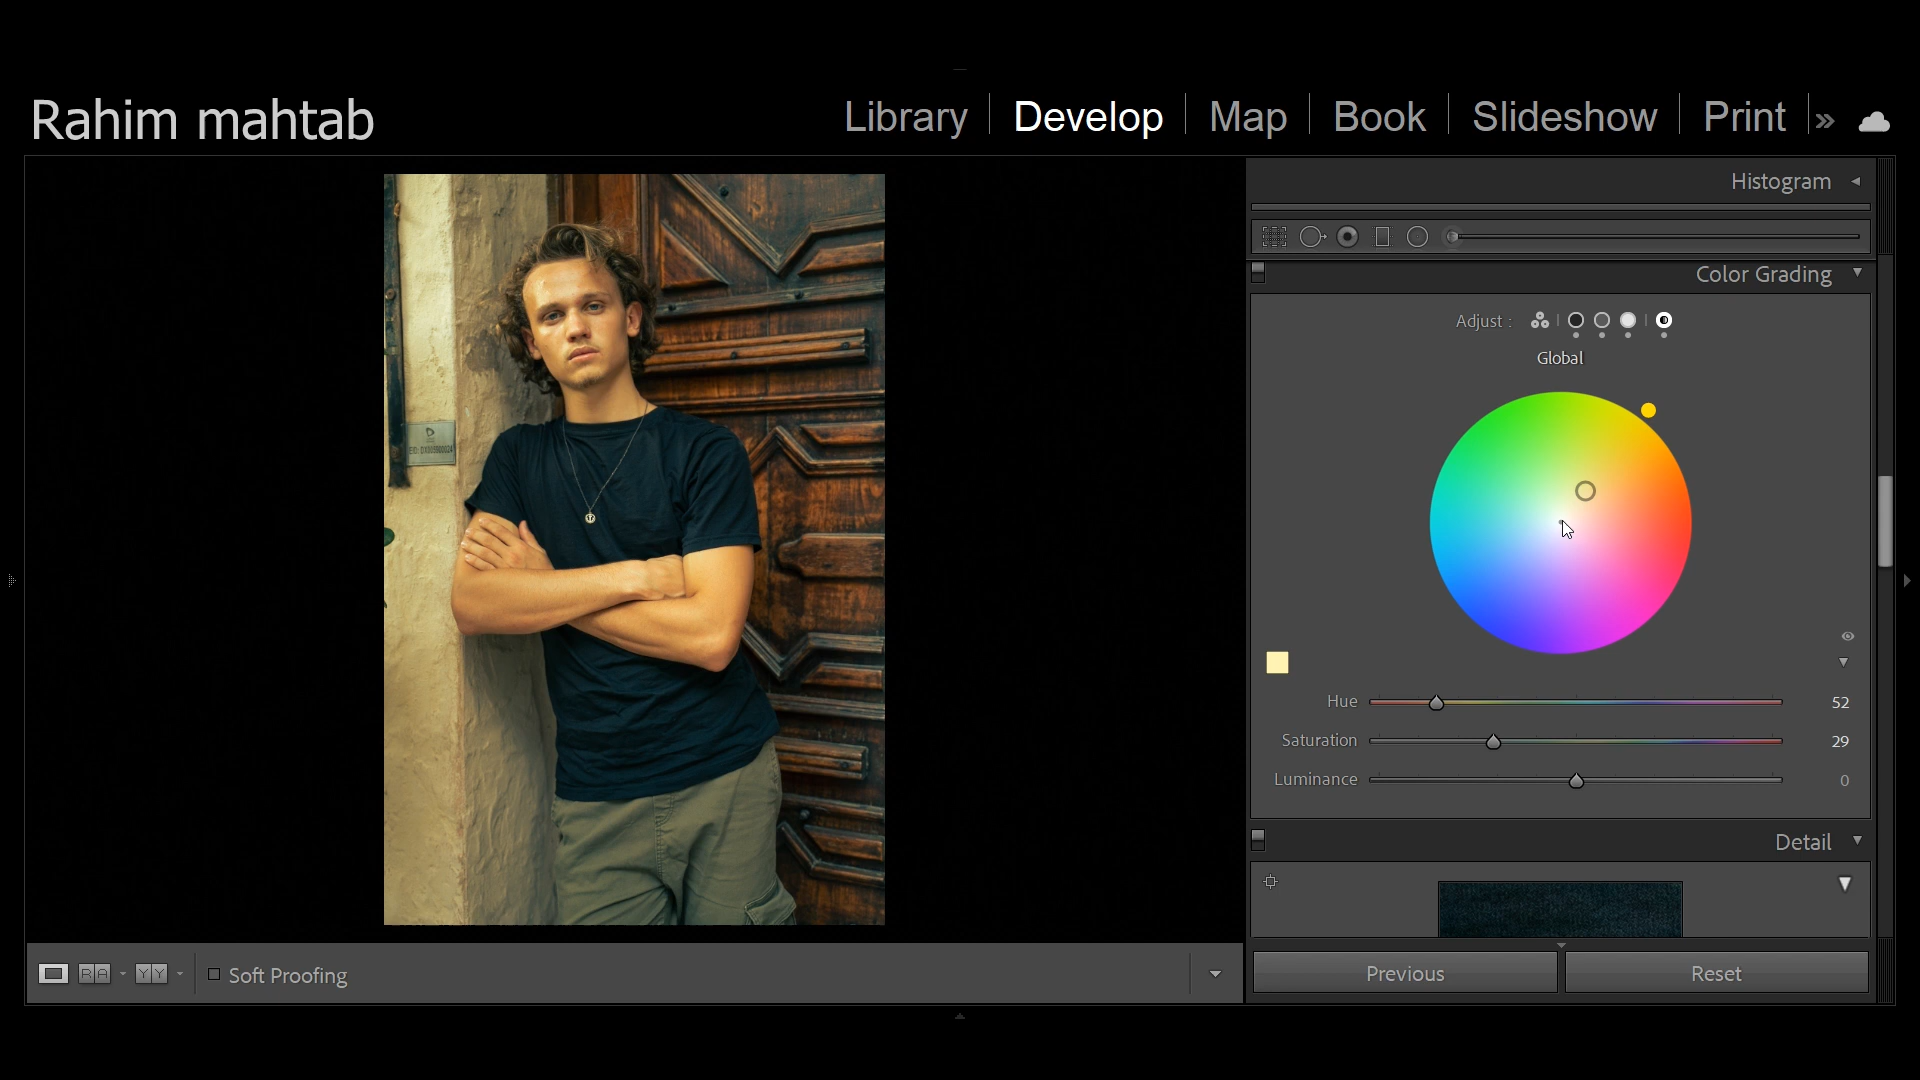 Rahim mahtab
Library Develop Map Book Slideshow Print
Histogram
Color Grading
Adjust :
Global
Hue 52
Saturation 29
Luminance 0
Detail
Soft Proofing
Previous Reset